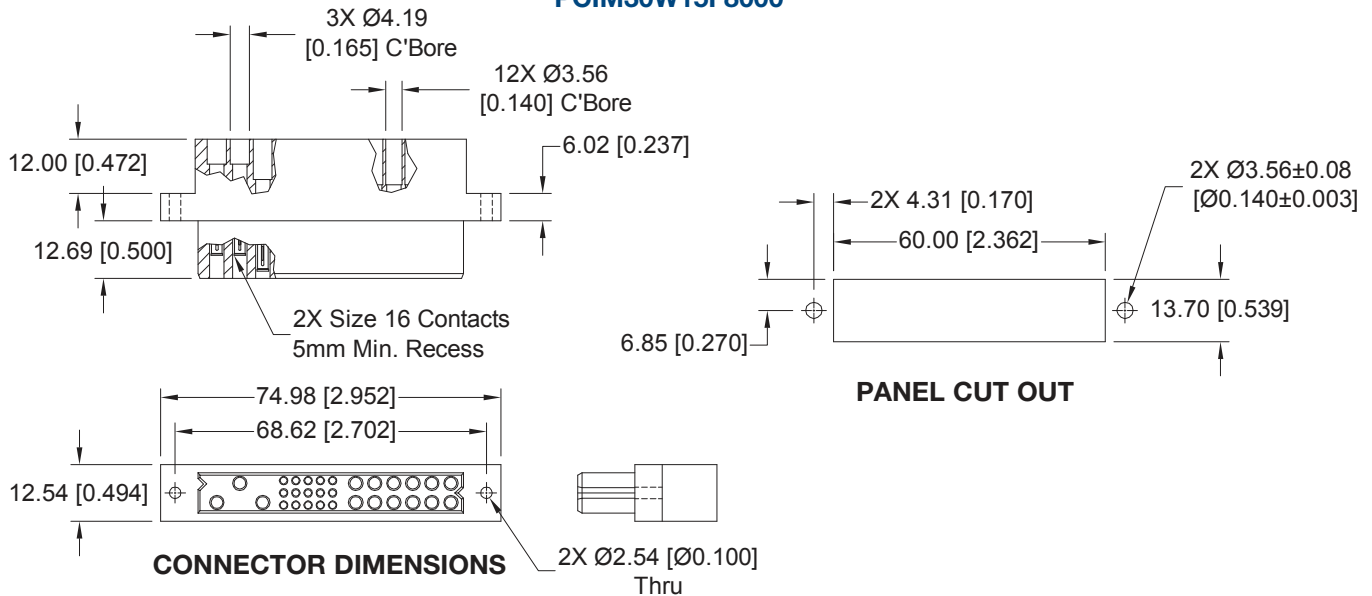 3X Ø4.19
[0.165] C'Bore
12X Ø3.56
[0.140] C'Bore
12.00 [0.472]
6.02 [0.237]
12.69 [0.500]
2X Size 16 Contacts
5mm Min. Recess
2X Ø3.56±0.08
[Ø0.140±0.003]
2X 4.31 [0.170]
60.00 [2.362]
13.70 [0.539]
6.85 [0.270]
PANEL CUT OUT
74.98 [2.952]
68.62 [2.702]
12.54 [0.494]
2X Ø2.54 [Ø0.100]
Thru
CONNECTOR DIMENSIONS